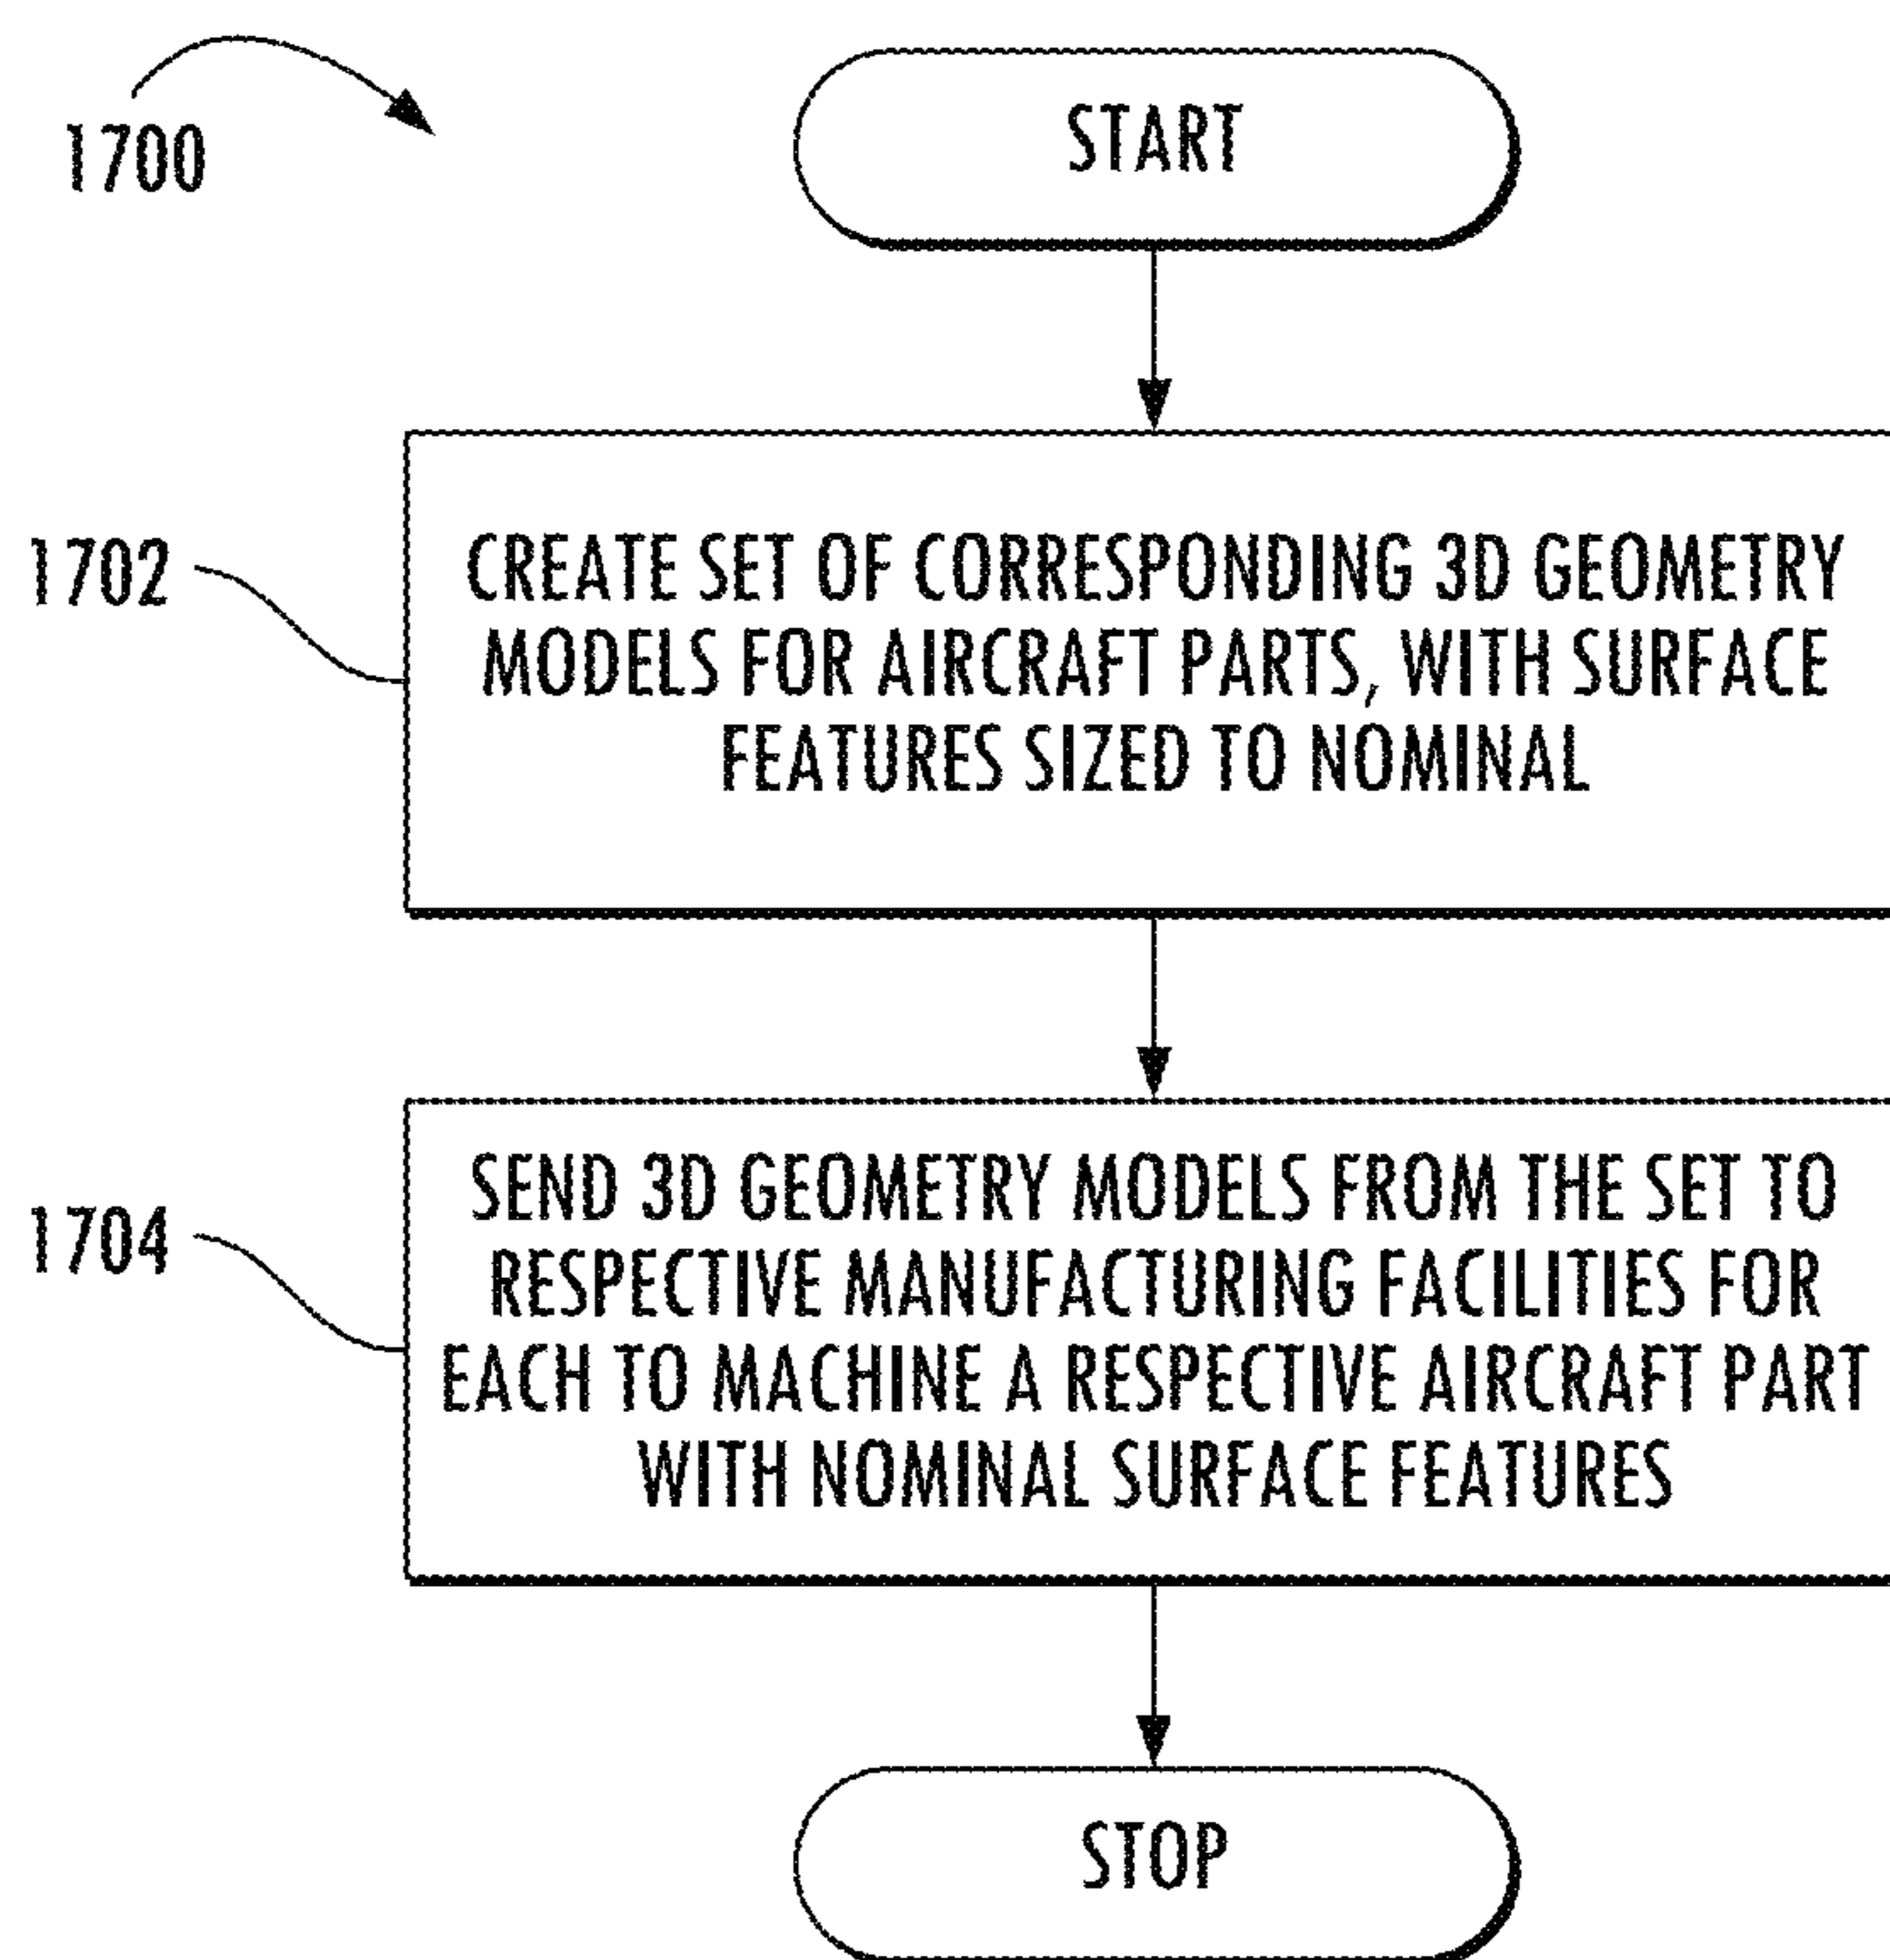 1700
START
1702
CREATE SET OF CORRESPONDING 3D GEOMETRY
MODELS FOR AIRCRAFT PARTS, WITH SURFACE
FEATURES SIZED TO NOMINAL
1704
SEND 3D GEOMETRY MODELS FROM THE SET TO
RESPECTIVE MANUFACTURING FACILITIES FOR
EACH TO MACHINE A RESPECTIVE AIRCRAFT PART
WITH NOMINAL SURFACE FEATURES
STOP